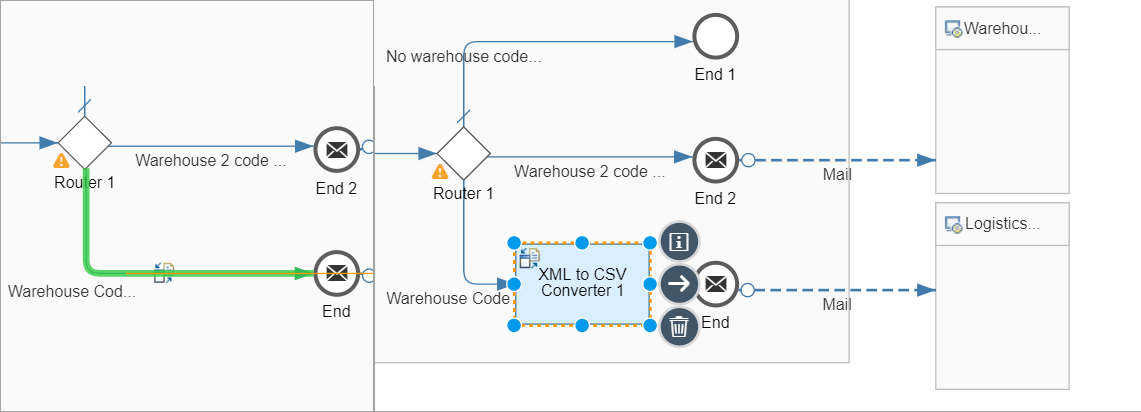 Router 1
Warehouse 2 code ...
End 2
Warehouse Cod...
End
No warehouse code...
End 1
Router 1
Warehouse 2 code ...
End 2
Mail
Warehouse Code
XML to CSV
Converter 1
End
Mail
Warehou...
Logistics...